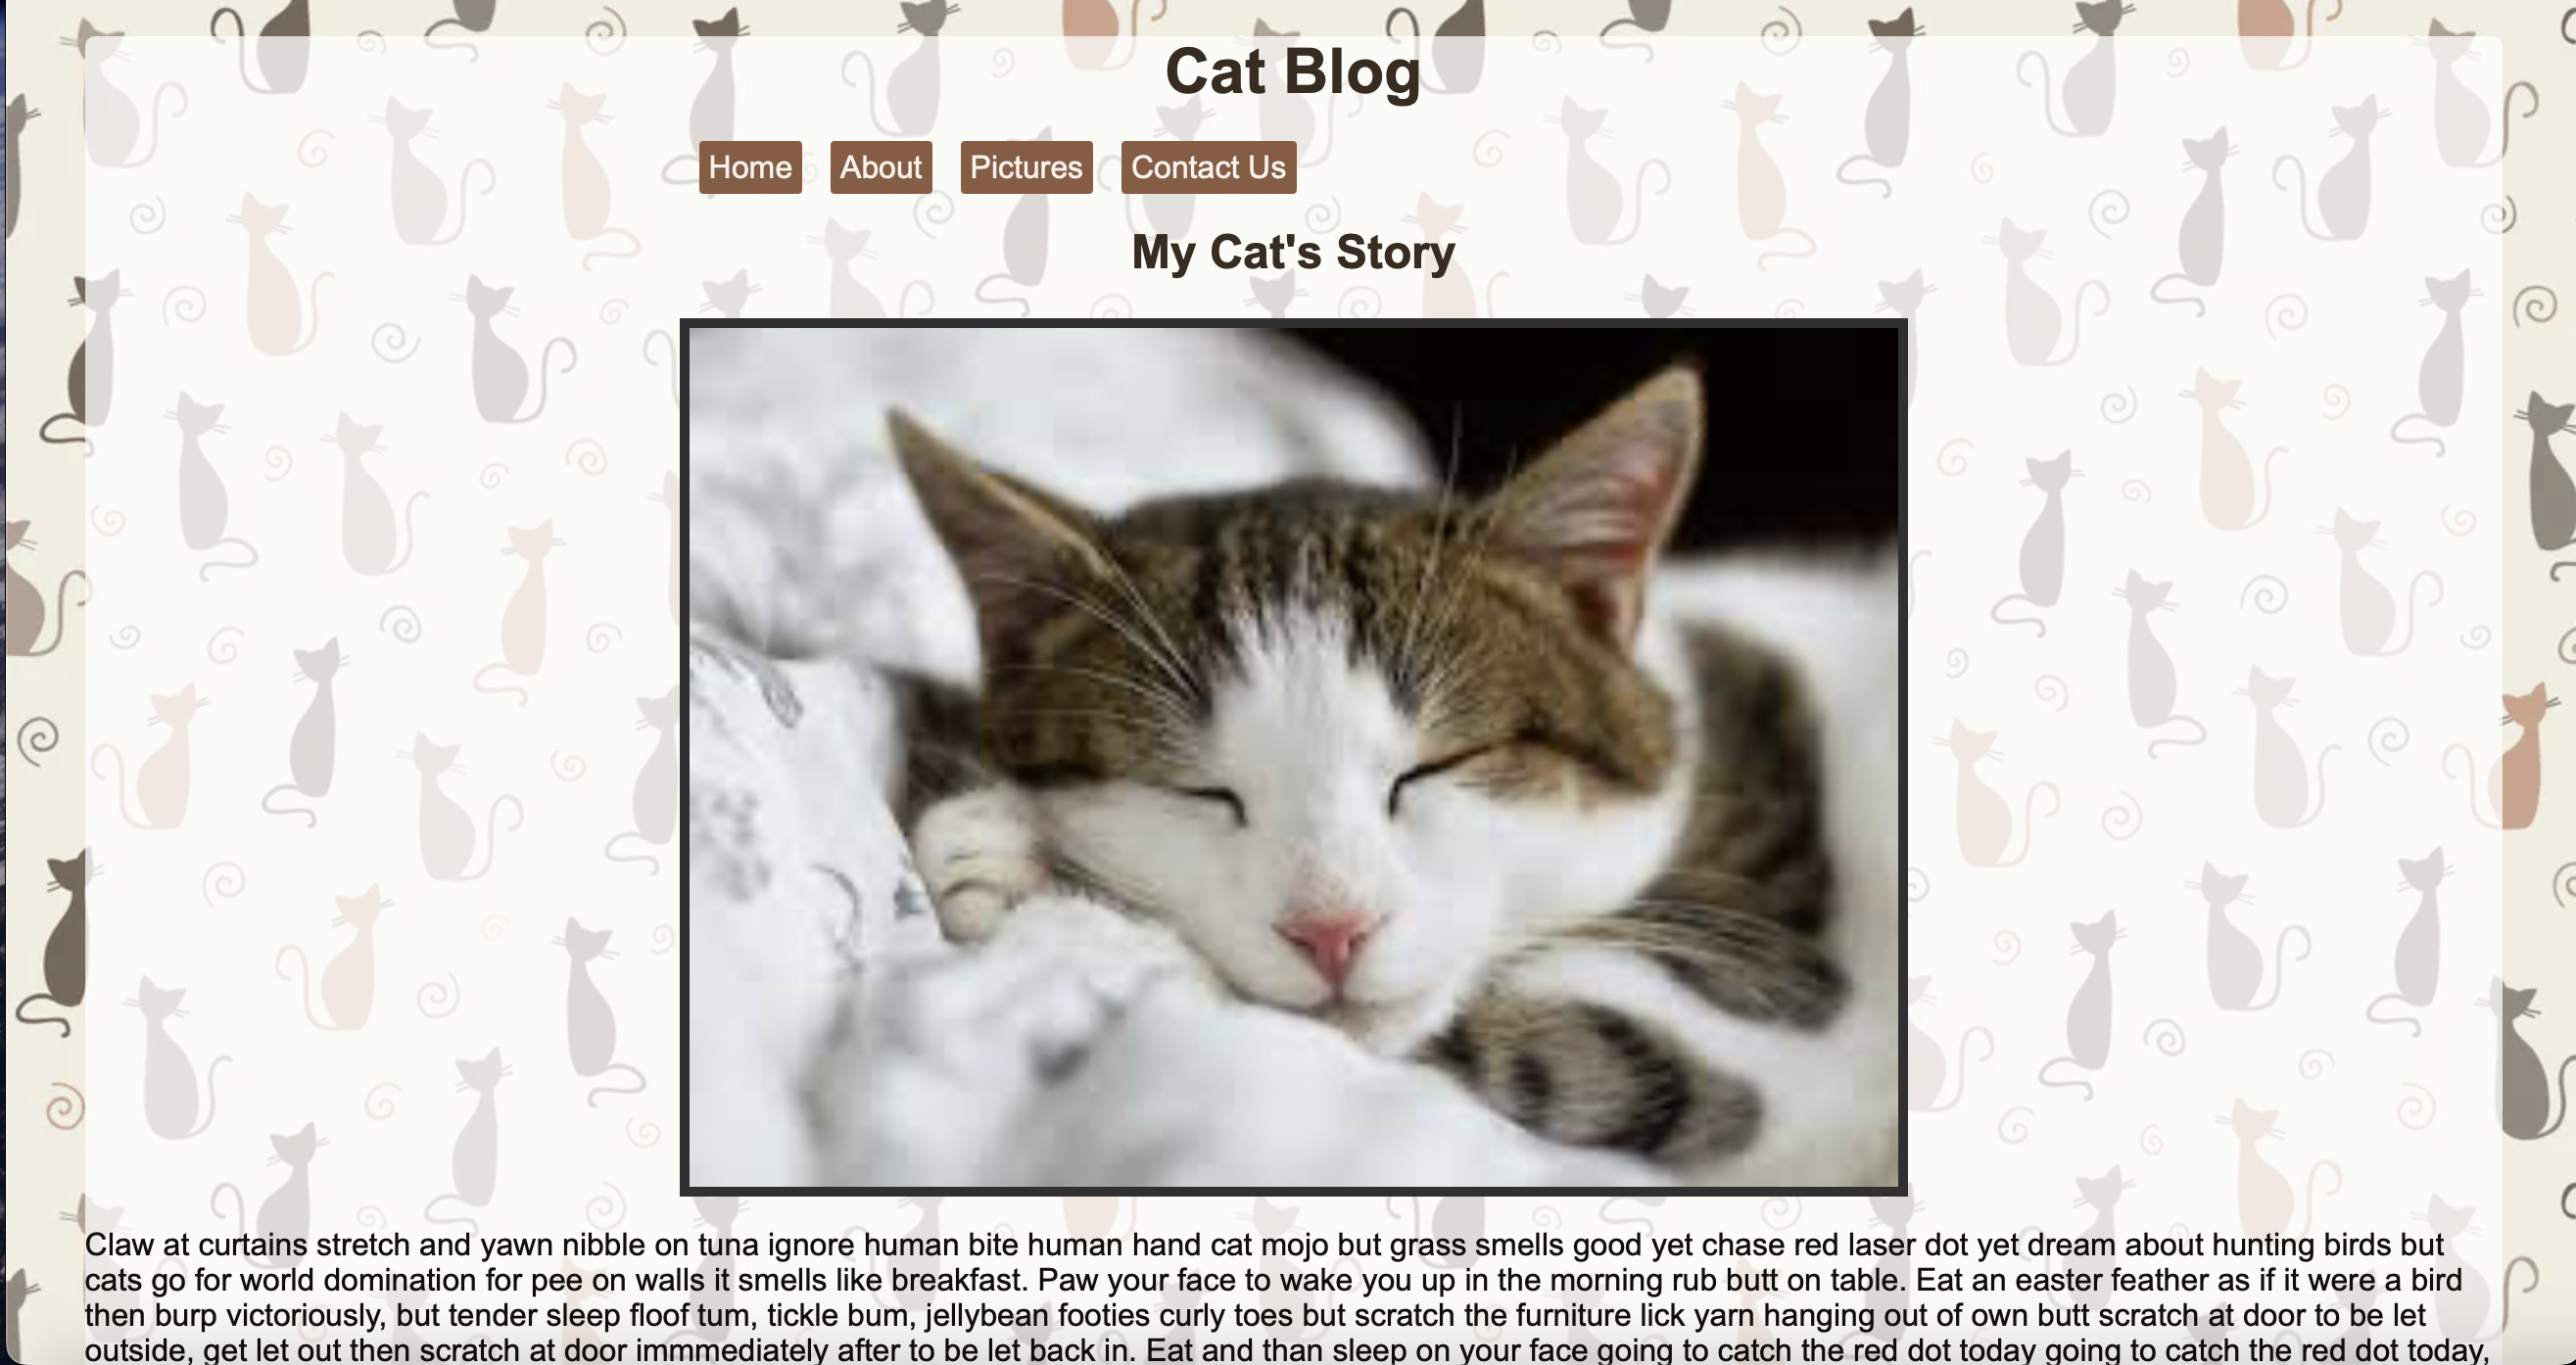 Cat Blog
Home About Pictures Contact Us
My Cat's Story
Claw at curtains stretch and yawn nibble on tuna ignore human bite human hand cat mojo but grass smells good yet chase red laser dot yet dream about hunting birds but
cats go for world domination for pee on walls it smells like breakfast. Paw your face to wake you up in the morning rub butt on table. Eat an easter feather as if it were a bird
then burp victoriously, but tender sleep floof tum, tickle bum, jellybean footies curly toes but scratch the furniture lick yarn hanging out of own butt scratch at door to be let
outside, get let out then scratch at door immmediately after to be let back in. Eat and than sleep on your face going to catch the red dot today going to catch the red dot today,